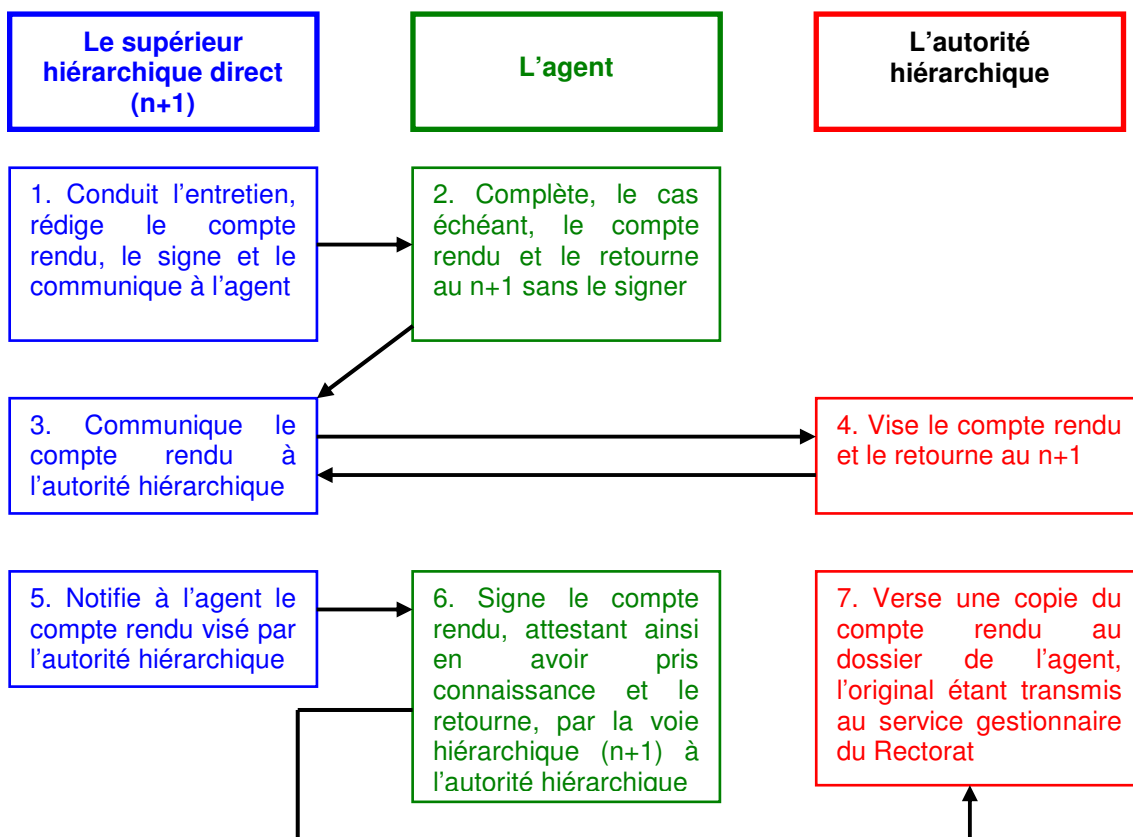 Le supérieur
hiérarchique direct
(n+1)
L’agent
L’autorité
hiérarchique
1. Conduit l’entretien,
rédige le compte
rendu, le signe et le
communique à l’agent
2. Complète, le cas
échéant, le compte
rendu et le retourne
au n+1 sans le signer
3. Communique le
compte rendu à
l’autorité hiérarchique
4. Vise le compte rendu
et le retourne au n+1
5. Notifie à l’agent le
compte rendu visé par
l’autorité hiérarchique
6. Signe le compte
rendu, attestant ainsi
en avoir pris
connaissance et le
retourne, par la voie
hiérarchique (n+1) à
l’autorité hiérarchique
7. Verse une copie du
compte rendu au
dossier de l’agent,
l’original étant transmis
au service gestionnaire
du Rectorat